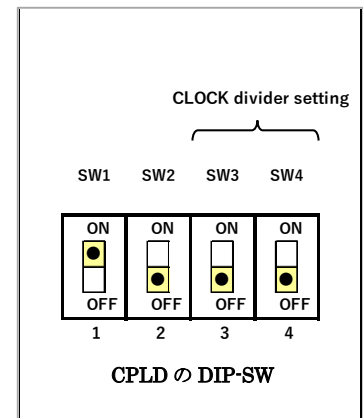 CLOCK divider setting
SW1 SW2 SW3 SW4
ON ON ON ON
OFF OFF OFF OFF
1 2 3 4
CPLD の DIP-SW